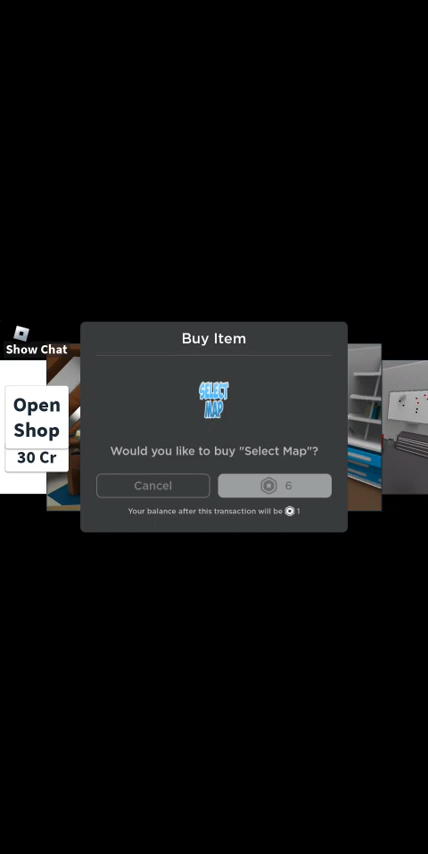 Buy Item
Show Chat
SELECT
MAP
Open
Shop
30 Cr
Would you like to buy "Select Map"?
Cancel
6
Your balance after this transaction will be 1